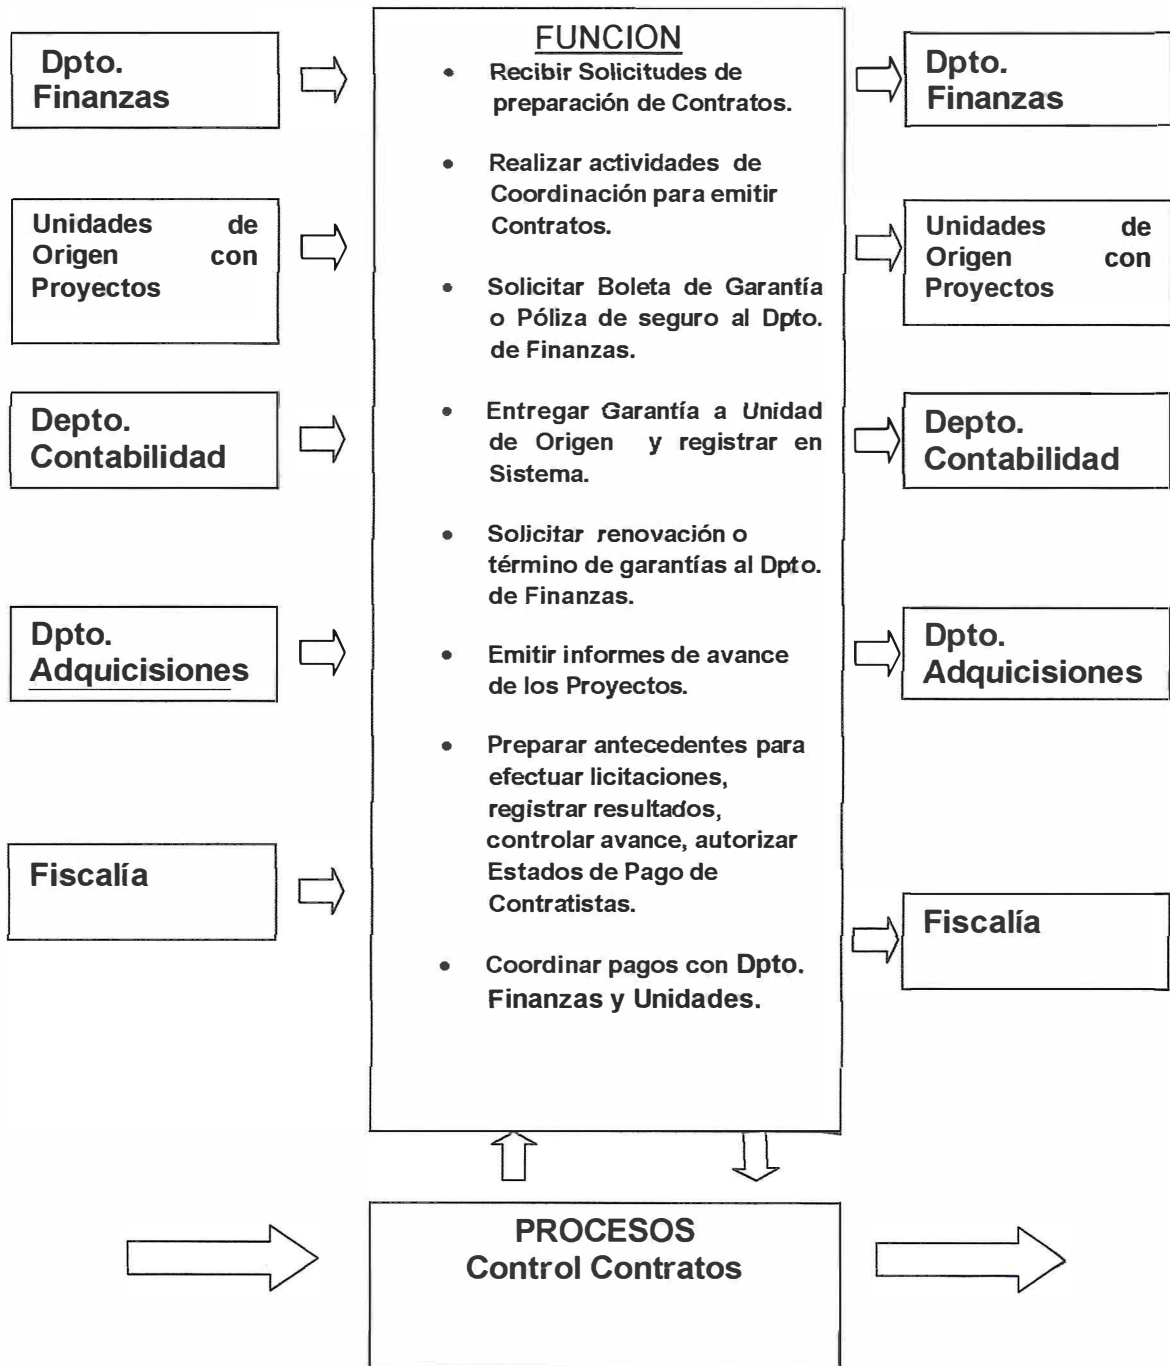 Dpto.
Finanzas
Unidades de
Origen con
Proyectos
Depto.
Contabilidad
Dpto.
Adquicisiones
Fiscalía
FUNCION
• Recibir Solicitudes de
preparación de Contratos.
• Realizar actividades de
Coordinación para emitir
Contratos.
• Solicitar Boleta de Garantía
o Póliza de seguro al Dpto.
de Finanzas.
• Entregar Garantía a Unidad
de Origen y registrar en
Sistema.
• Solicitar renovación o
término de garantías al Dpto.
de Finanzas.
• Emitir informes de avance
de los Proyectos.
• Preparar antecedentes para
efectuar licitaciones,
registrar resultados,
controlar avance, autorizar
Estados de Pago de
Contratistas.
• Coordinar pagos con Dpto.
Finanzas y Unidades.
Dpto.
Finanzas
Unidades de
Origen con
Proyectos
Depto.
Contabilidad
Dpto.
Adquicisiones
Fiscalía
PROCESOS
Control Contratos